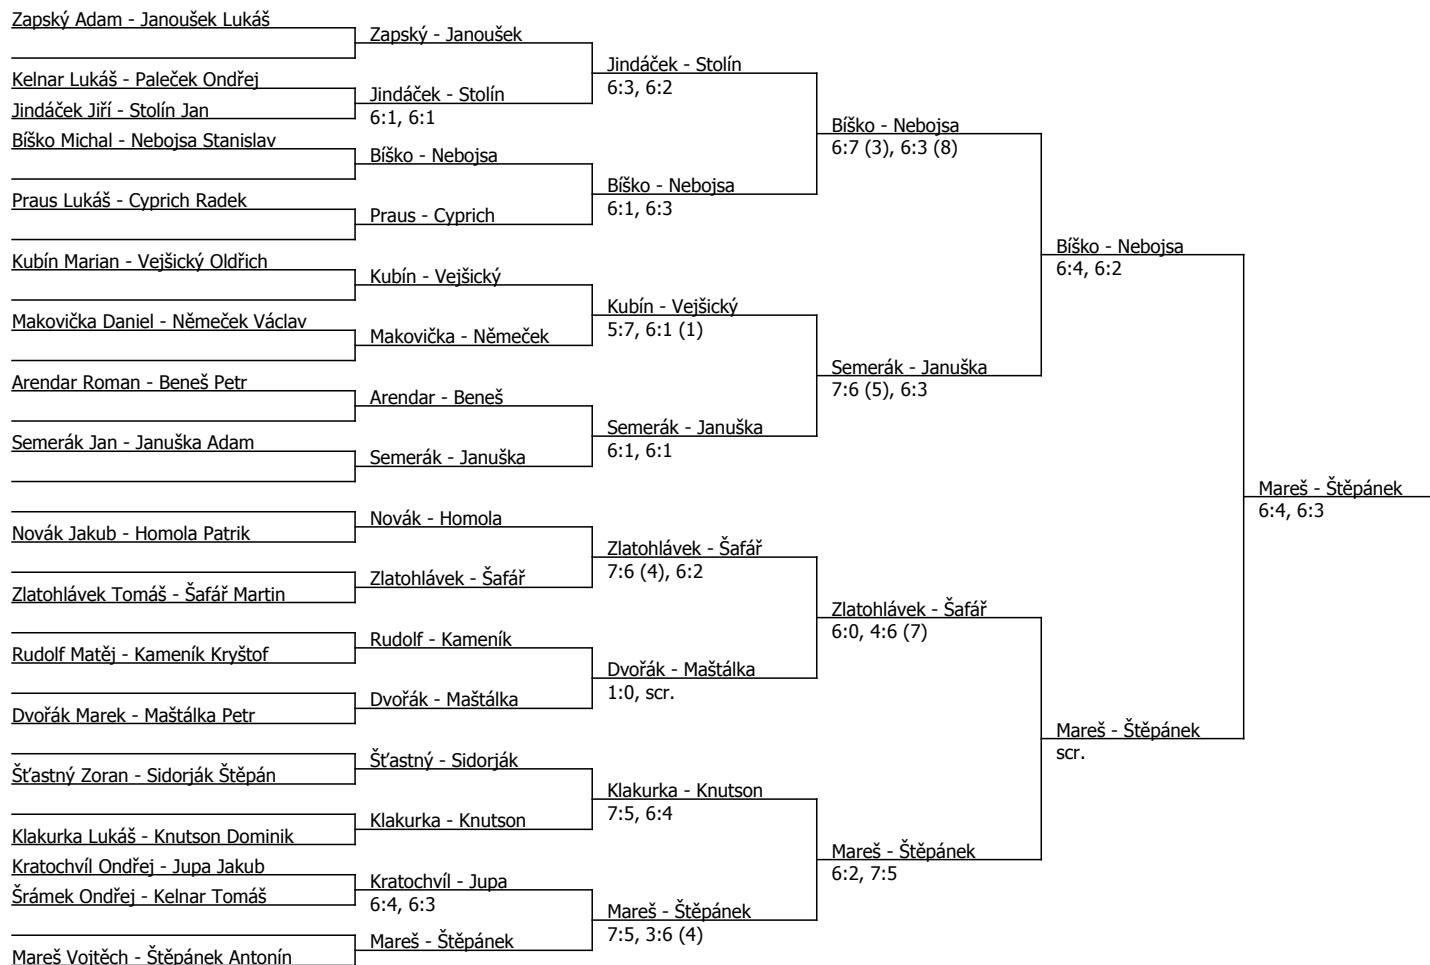 Zapský Adam - Janoušek Lukáš
Kelnar Lukáš - Paleček Ondřej
Jindáček Jiří - Stolín Jan
Bíško Michal - Nebojsa Stanislav
Praus Lukáš - Cyprich Radek
Kubín Marian - Vejšický Oldřich
Makovička Daniel - Němeček Václav
Arendar Roman - Beneš Petr
Semerák Jan - Januška Adam
Novák Jakub - Homola Patrik
Zlatohlávek Tomáš - Šafář Martin
Rudolf Matěj - Kameník Kryštof
Dvořák Marek - Maštálka Petr
Šťastný Zoran - Sidorják Štěpán
Klakurka Lukáš - Knutson Dominik
Kratochvíl Ondřej - Jupa Jakub
Šrámek Ondřej - Kelnar Tomáš
Mareš Vojtěch - Štěpánek Antonín
Zapský - Janoušek
Jindáček - Stolín
6:1, 6:1
Bíško - Nebojsa
Praus - Cyprich
Kubín - Vejšický
Makovička - Němeček
Arendar - Beneš
Semerák - Januška
Novák - Homola
Zlatohlávek - Šafář
Rudolf - Kameník
Dvořák - Maštálka
Šťastný - Sidorják
Klakurka - Knutson
Kratochvíl - Jupa
6:4, 6:3
Mareš - Štěpánek
Jindáček - Stolín
6:3, 6:2
Bíško - Nebojsa
6:1, 6:3
Kubín - Vejšický
5:7, 6:1 (1)
Semerák - Januška
6:1, 6:1
Zlatohlávek - Šafář
7:6 (4), 6:2
Dvořák - Maštálka
1:0, scr.
Klakurka - Knutson
7:5, 6:4
Mareš - Štěpánek
7:5, 3:6 (4)
Bíško - Nebojsa
6:7 (3), 6:3 (8)
Semerák - Januška
7:6 (5), 6:3
Zlatohlávek - Šafář
6:0, 4:6 (7)
Mareš - Štěpánek
6:2, 7:5
Bíško - Nebojsa
6:4, 6:2
Mareš - Štěpánek
scr.
Mareš - Štěpánek
6:4, 6:3